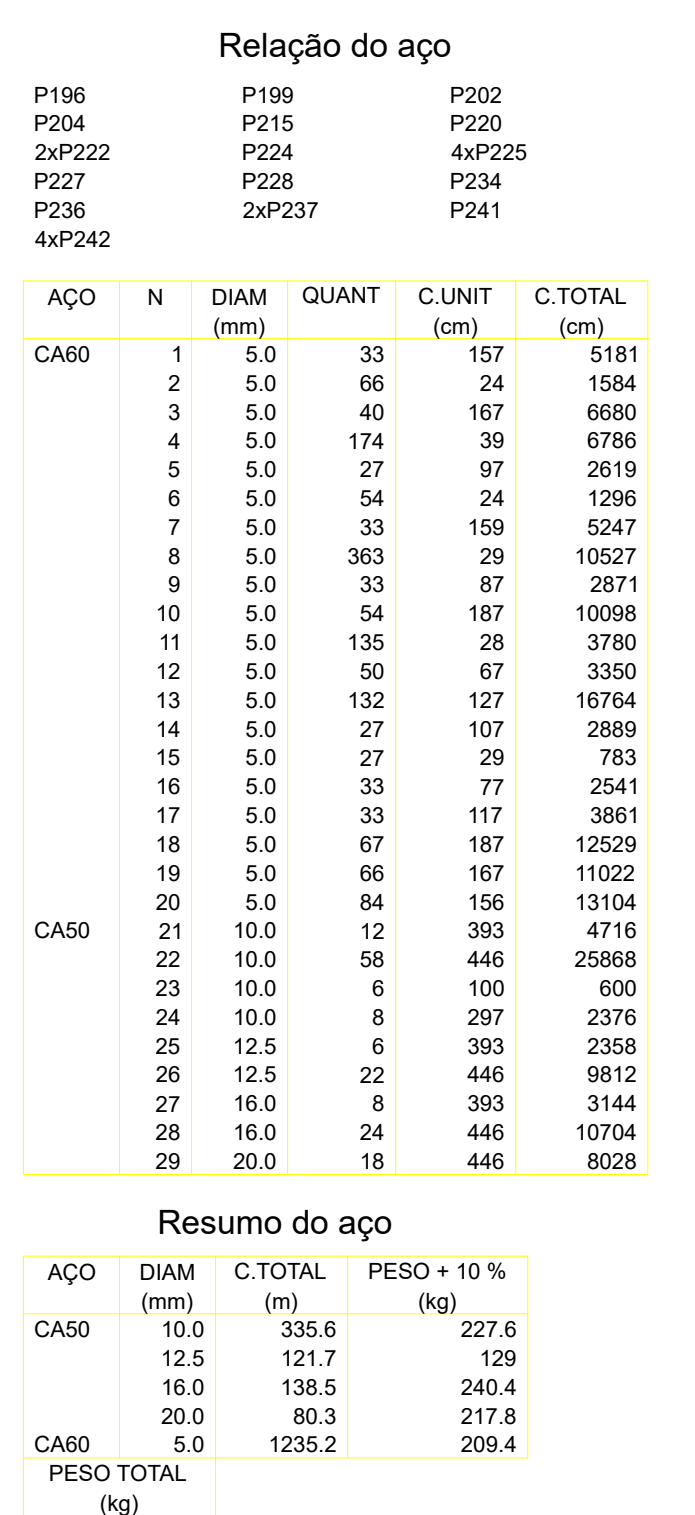 Relação do aço
P196 P199 P202
P204 P215 P220
2xP222 P224 4xP225
P227 P228 P234
P236 2xP237 P241
4xP242
AÇO N DIAM QUANT C.UNIT C.TOTAL
(mm) (cm) (cm)
CA60 1 5.0 33 157 5181
2 5.0 66 24 1584
3 5.0 40 167 6680
4 5.0 174 39 6786
5 5.0 27 97 2619
6 5.0 54 24 1296
7 5.0 33 159 5247
8 5.0 363 29 10527
9 5.0 33 87 2871
10 5.0 54 187 10098
11 5.0 135 28 3780
12 5.0 50 67 3350
13 5.0 132 127 16764
14 5.0 27 107 2889
15 5.0 27 29 783
16 5.0 33 77 2541
17 5.0 33 117 3861
18 5.0 67 187 12529
19 5.0 66 167 11022
20 5.0 84 156 13104
CA50 21 10.0 12 393 4716
22 10.0 58 446 25868
23 10.0 6 100 600
24 10.0 8 297 2376
25 12.5 6 393 2358
26 12.5 22 446 9812
27 16.0 8 393 3144
28 16.0 24 446 10704
29 20.0 18 446 8028
Resumo do aço
AÇO DIAM C.TOTAL PESO + 10 %
(mm) (m) (kg)
CA50 10.0 335.6 227.6
12.5 121.7 129
16.0 138.5 240.4
20.0 80.3 217.8
CA60 5.0 1235.2 209.4
PESO TOTAL
(kg)